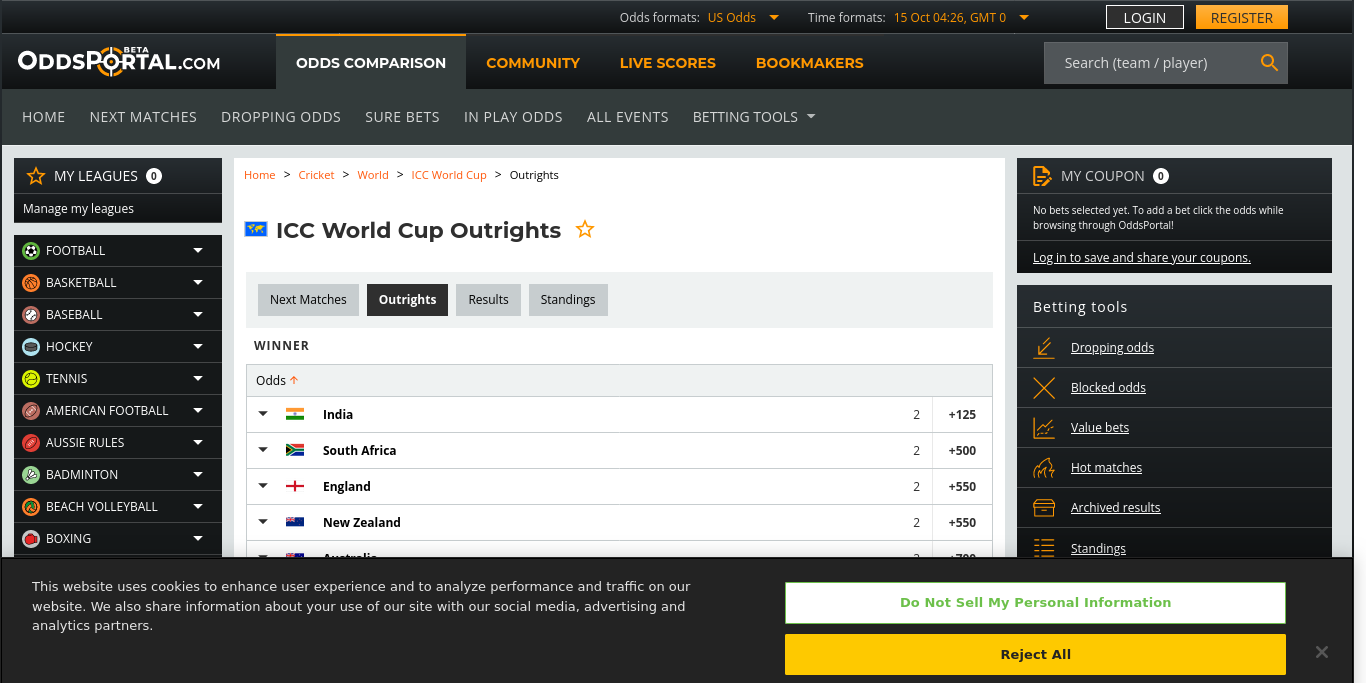 Odds formats: US Odds
Time formats: 15 Oct 04:26, GMT 0
LOGIN
REGISTER
ODDSPORTAL.COM
BETA
ODDS COMPARISON
COMMUNITY
LIVE SCORES
BOOKMAKERS
Search (team / player)
HOME
NEXT MATCHES
DROPPING ODDS
SURE BETS
IN PLAY ODDS
ALL EVENTS
BETTING TOOLS
MY LEAGUES 0
Manage my leagues
FOOTBALL
BASKETBALL
BASEBALL
HOCKEY
TENNIS
AMERICAN FOOTBALL
AUSSIE RULES
BADMINTON
BEACH VOLLEYBALL
BOXING
Home > Cricket > World > ICC World Cup > Outrights
ICC World Cup Outrights
Next Matches
Outrights
Results
Standings
WINNER
Odds
India 2 +125
South Africa 2 +500
England 2 +550
New Zealand 2 +550
Australia 2 +700
MY COUPON 0
No bets selected yet. To add a bet click the odds while
browsing through OddsPortal!
Log in to save and share your coupons.
Betting tools
Dropping odds
Blocked odds
Value bets
Hot matches
Archived results
Standings
This website uses cookies to enhance user experience and to analyze performance and traffic on our
website. We also share information about your use of our site with our social media, advertising and
analytics partners.
Do Not Sell My Personal Information
Reject All